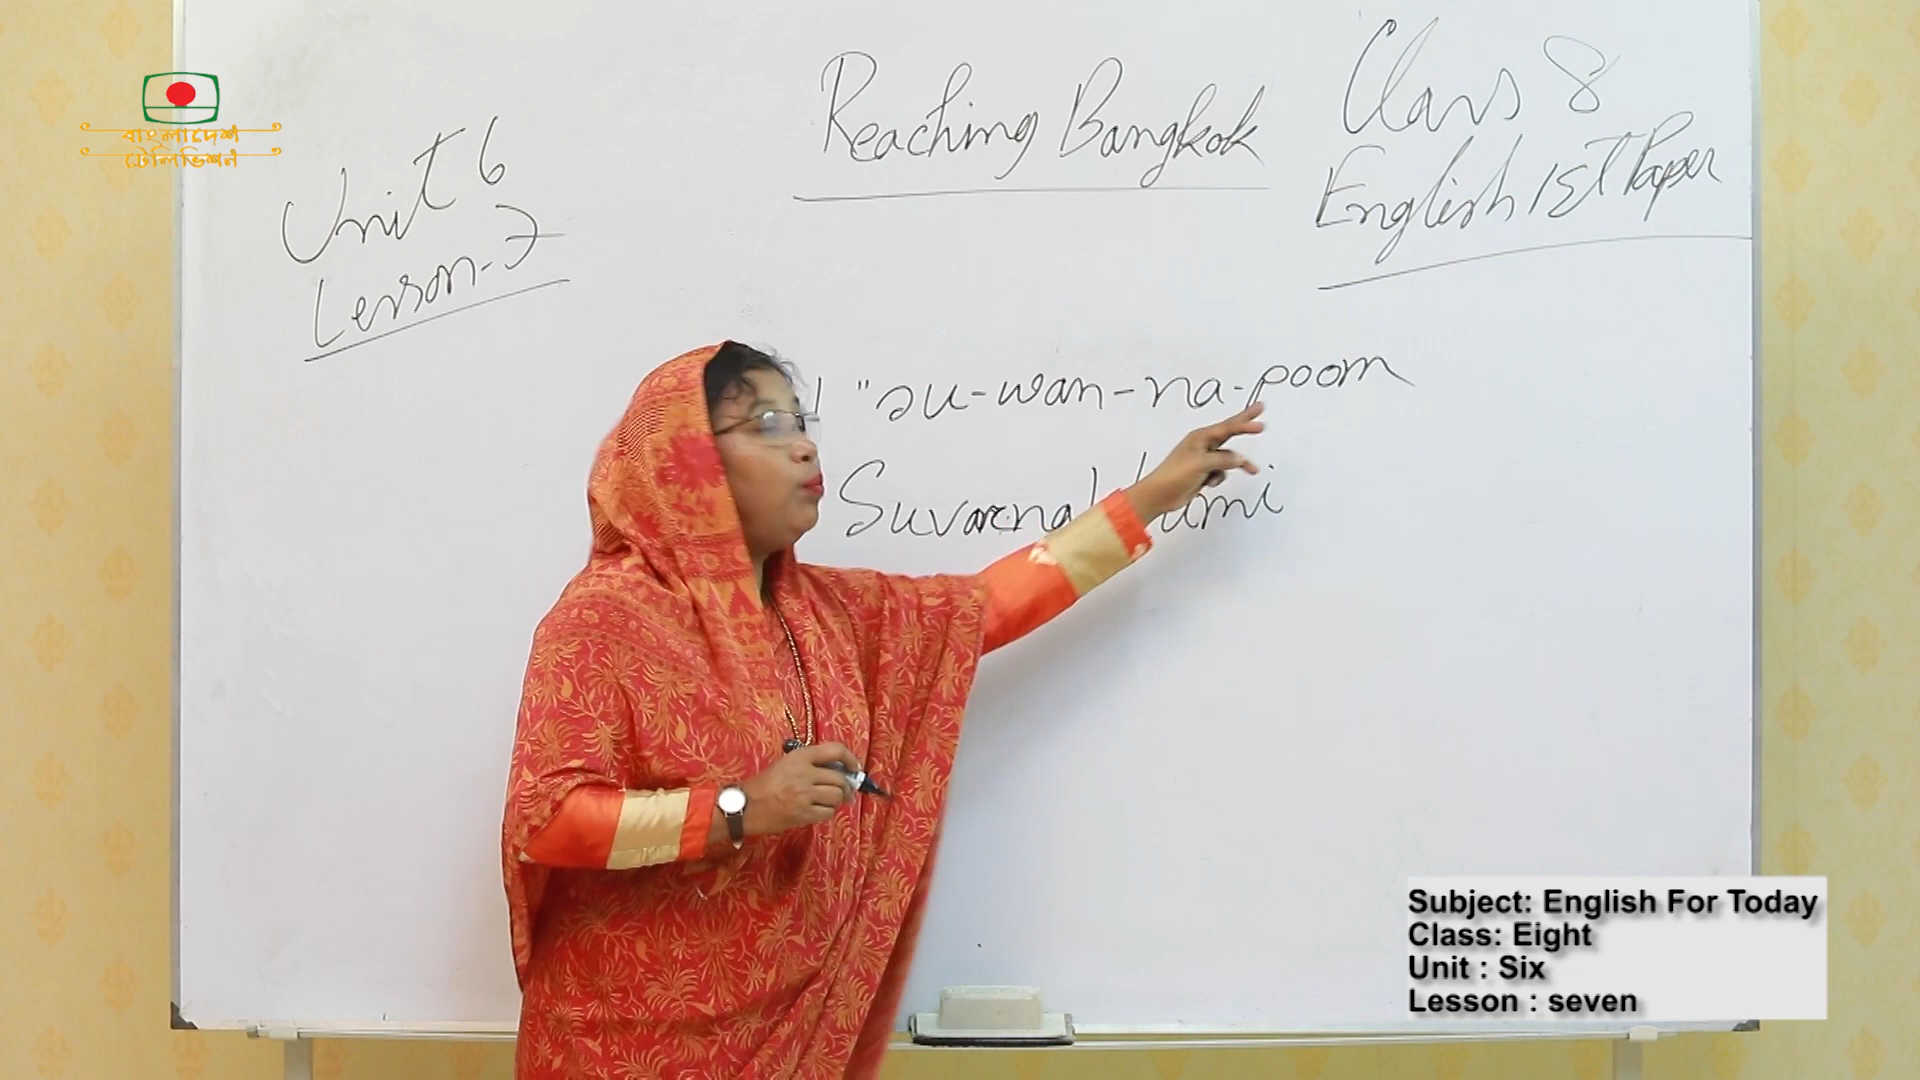 বাংলাদেশ
টেলিভিশন
Unit 6
Lesson-7
Reaching Bangkok
Class 8
English 1st Paper
"su-wan-na-poom
Subject: English For Today
Class: Eight
Unit : Six
Lesson : seven